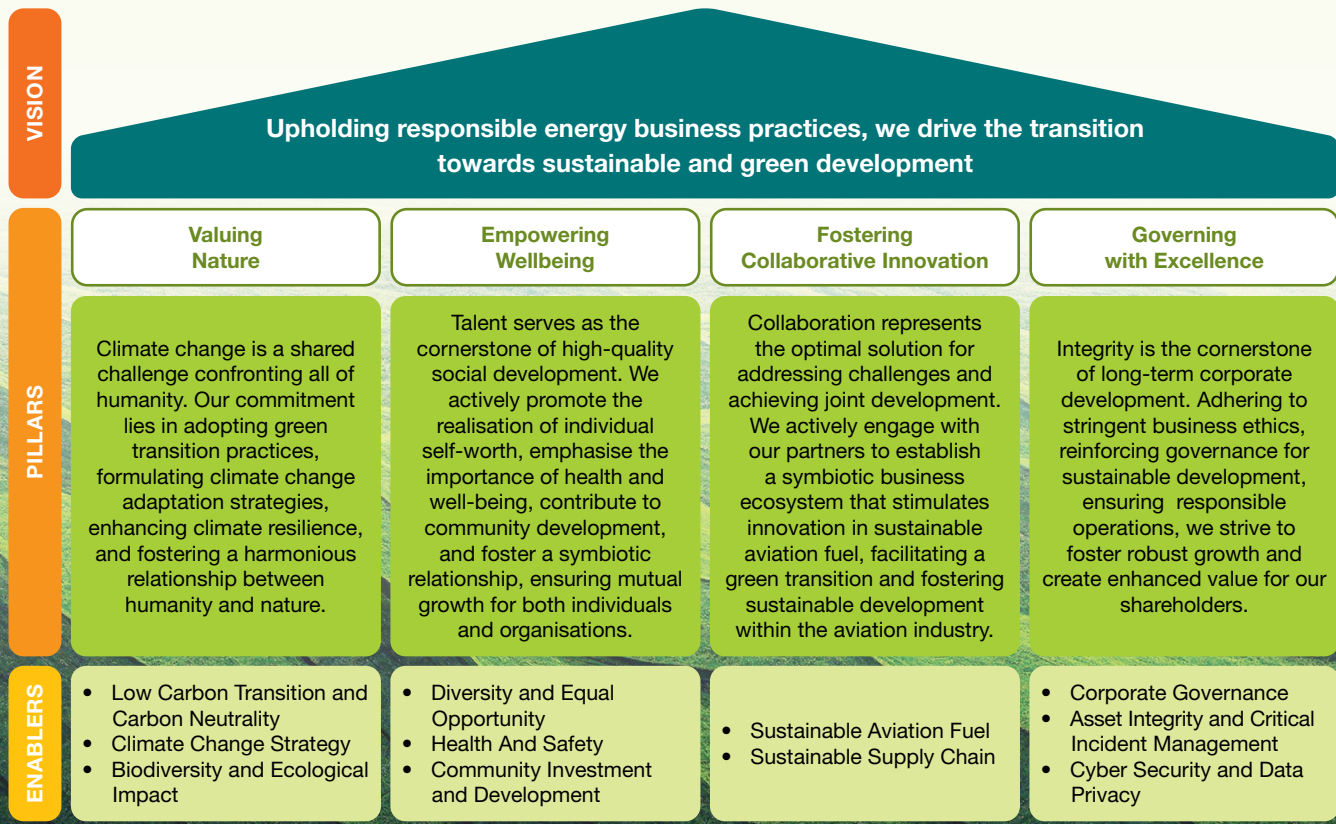 VISION
Upholding responsible energy business practices, we drive the transition
towards sustainable and green development
PILLARS
Valuing
Nature
Climate change is a shared
challenge confronting all of
humanity. Our commitment
lies in adopting green
transition practices,
formulating climate change
adaptation strategies,
enhancing climate resilience,
and fostering a harmonious
relationship between
humanity and nature.
Empowering
Wellbeing
Talent serves as the
cornerstone of high-quality
social development. We
actively promote the
realisation of individual
self-worth, emphasise the
importance of health and
well-being, contribute to
community development,
and foster a symbiotic
relationship, ensuring mutual
growth for both individuals
and organisations.
Fostering
Collaborative Innovation
Collaboration represents
the optimal solution for
addressing challenges and
achieving joint development.
We actively engage with
our partners to establish
a symbiotic business
ecosystem that stimulates
innovation in sustainable
aviation fuel, facilitating a
green transition and fostering
sustainable development
within the aviation industry.
Governing
with Excellence
Integrity is the cornerstone
of long-term corporate
development. Adhering to
stringent business ethics,
reinforcing governance for
sustainable development,
ensuring responsible
operations, we strive to
foster robust growth and
create enhanced value for our
shareholders.
ENABLERS
• Low Carbon Transition and
Carbon Neutrality
• Climate Change Strategy
• Biodiversity and Ecological
Impact
• Diversity and Equal
Opportunity
• Health And Safety
• Community Investment
and Development
• Sustainable Aviation Fuel
• Sustainable Supply Chain
• Corporate Governance
• Asset Integrity and Critical
Incident Management
• Cyber Security and Data
Privacy